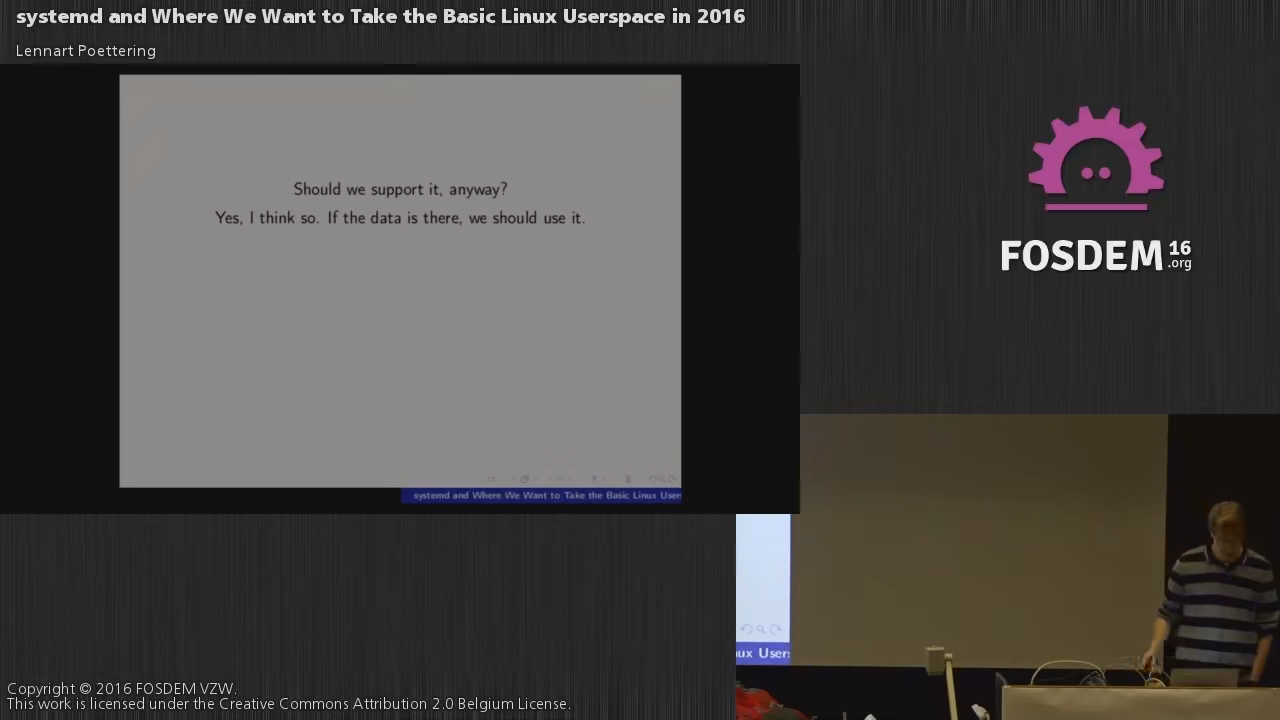 systemd and Where We Want to Take the Basic Linux Userspace in 2016
Lennart Poettering
Should we support it, anyway?
Yes, I think so. If the data is there, we should use it.
systemd and Where We Want to Take the Basic Linux
FOSDEM 16
.org
Copyright © 2016 FOSDEM VZW.
This work is licensed under the Creative Commons Attribution 2.0 Belgium License.